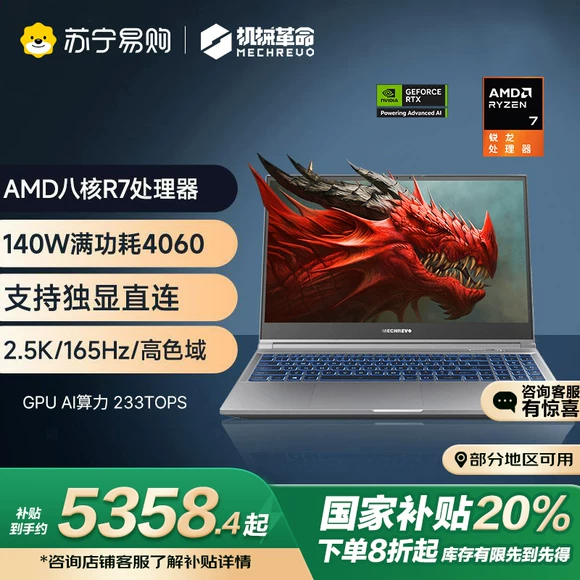 苏宁易购 机械革命
MECHREVO
NVIDIA GEFORCE RTX
Powering Advanced AI
AMD
RYZEN
7
锐龙
处理器
AMD八核R7处理器
140W满功耗4060
支持独显直连
2.5K/165Hz/高色域
GPU AI算力 233TOPS
MECHREVO
咨询客服
有惊喜
部分地区可用
补贴
到手约
5358.4起
*咨询店铺客服了解补贴详情
国家补贴20%
下单8折起 库存有限先到先得